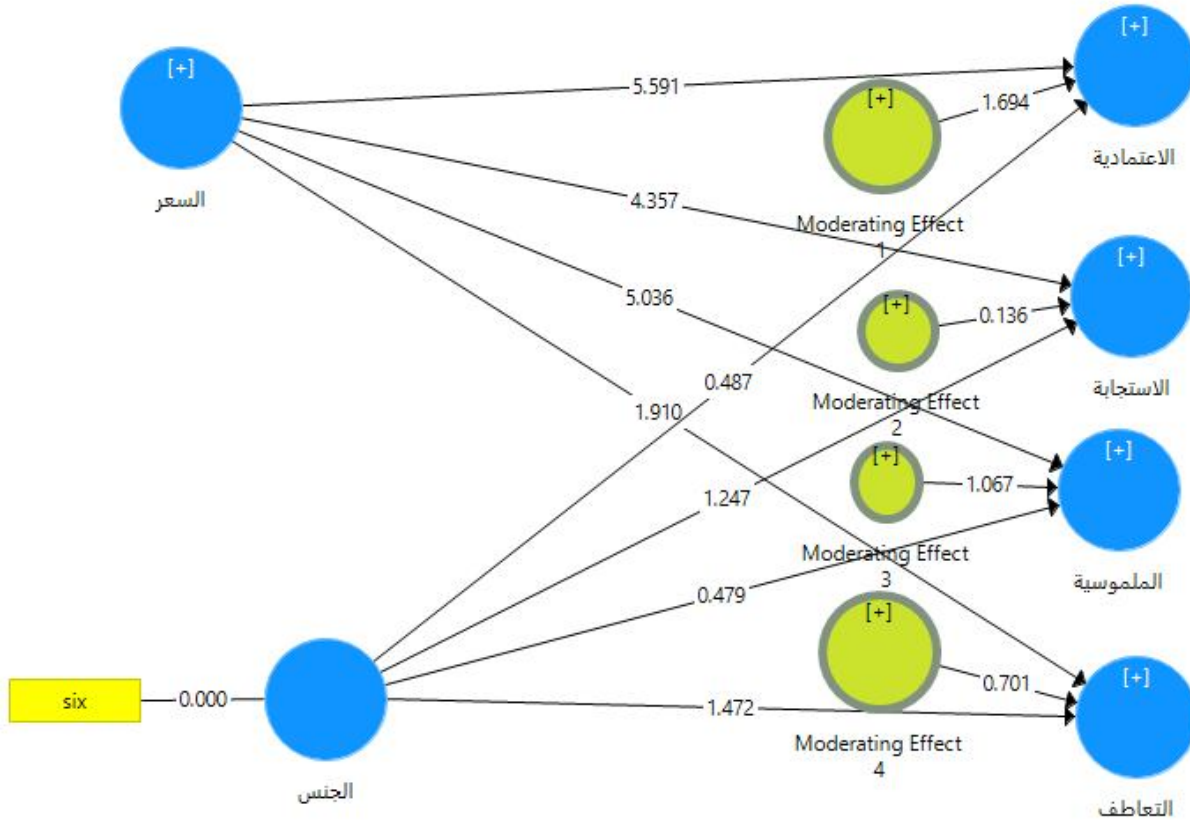 [+]
السعر
5.591
[+]
1.694
[+]
الاعتمادية
Moderating Effect
1
4.357
[+]
0.136
[+]
الاستجابة
Moderating Effect
2
5.036
0.487
1.910
[+]
1.067
[+]
الملموسية
Moderating Effect
3
1.247
0.479
[+]
0.701
[+]
التعاطف
Moderating Effect
4
1.472
six
0.000
الجنس